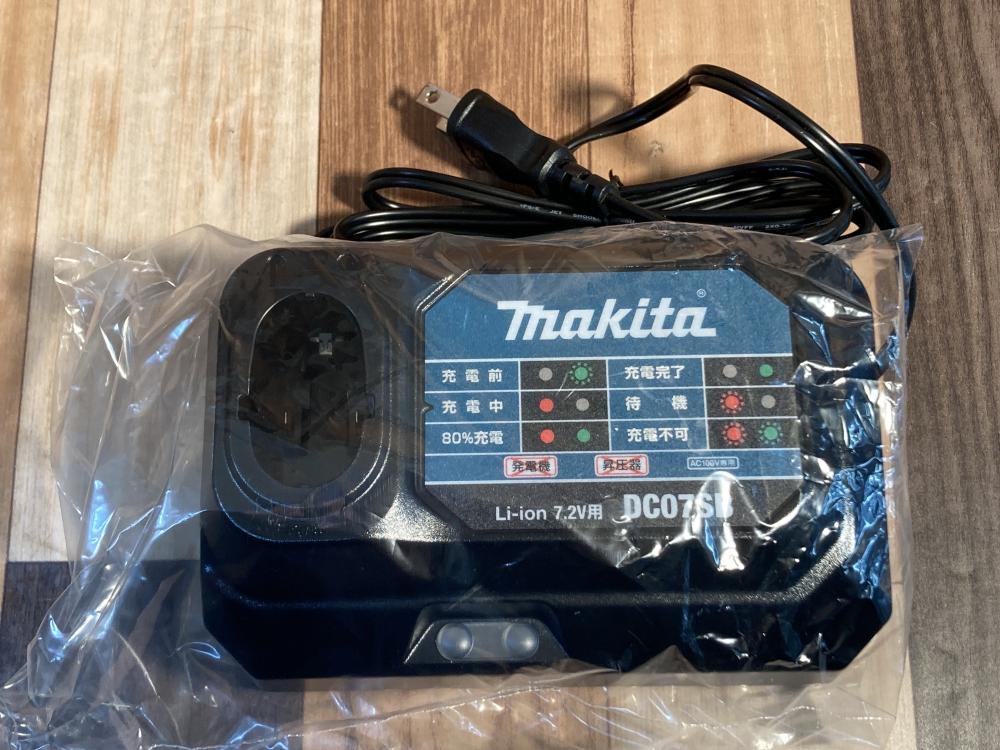 Makita®
充電前 充電完了
充電中 待機
80%充電 充電不可
発電機 昇圧器 AC100V専用
Li-ion 7.2V用 DC07SB